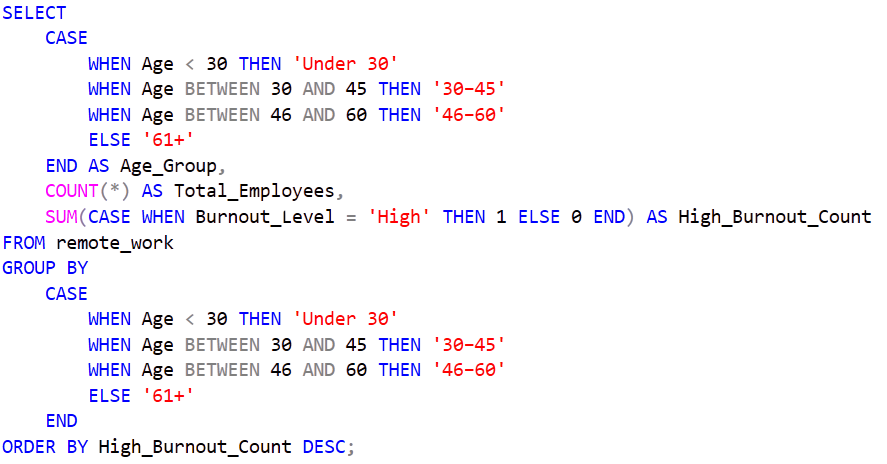 SELECT
    CASE
        WHEN Age < 30 THEN 'Under 30'
        WHEN Age BETWEEN 30 AND 45 THEN '30–45'
        WHEN Age BETWEEN 46 AND 60 THEN '46–60'
        ELSE '61+'
    END AS Age_Group,
    COUNT(*) AS Total_Employees,
    SUM(CASE WHEN Burnout_Level = 'High' THEN 1 ELSE 0 END) AS High_Burnout_Count
FROM remote_work
GROUP BY
    CASE
        WHEN Age < 30 THEN 'Under 30'
        WHEN Age BETWEEN 30 AND 45 THEN '30–45'
        WHEN Age BETWEEN 46 AND 60 THEN '46–60'
        ELSE '61+'
    END
ORDER BY High_Burnout_Count DESC;